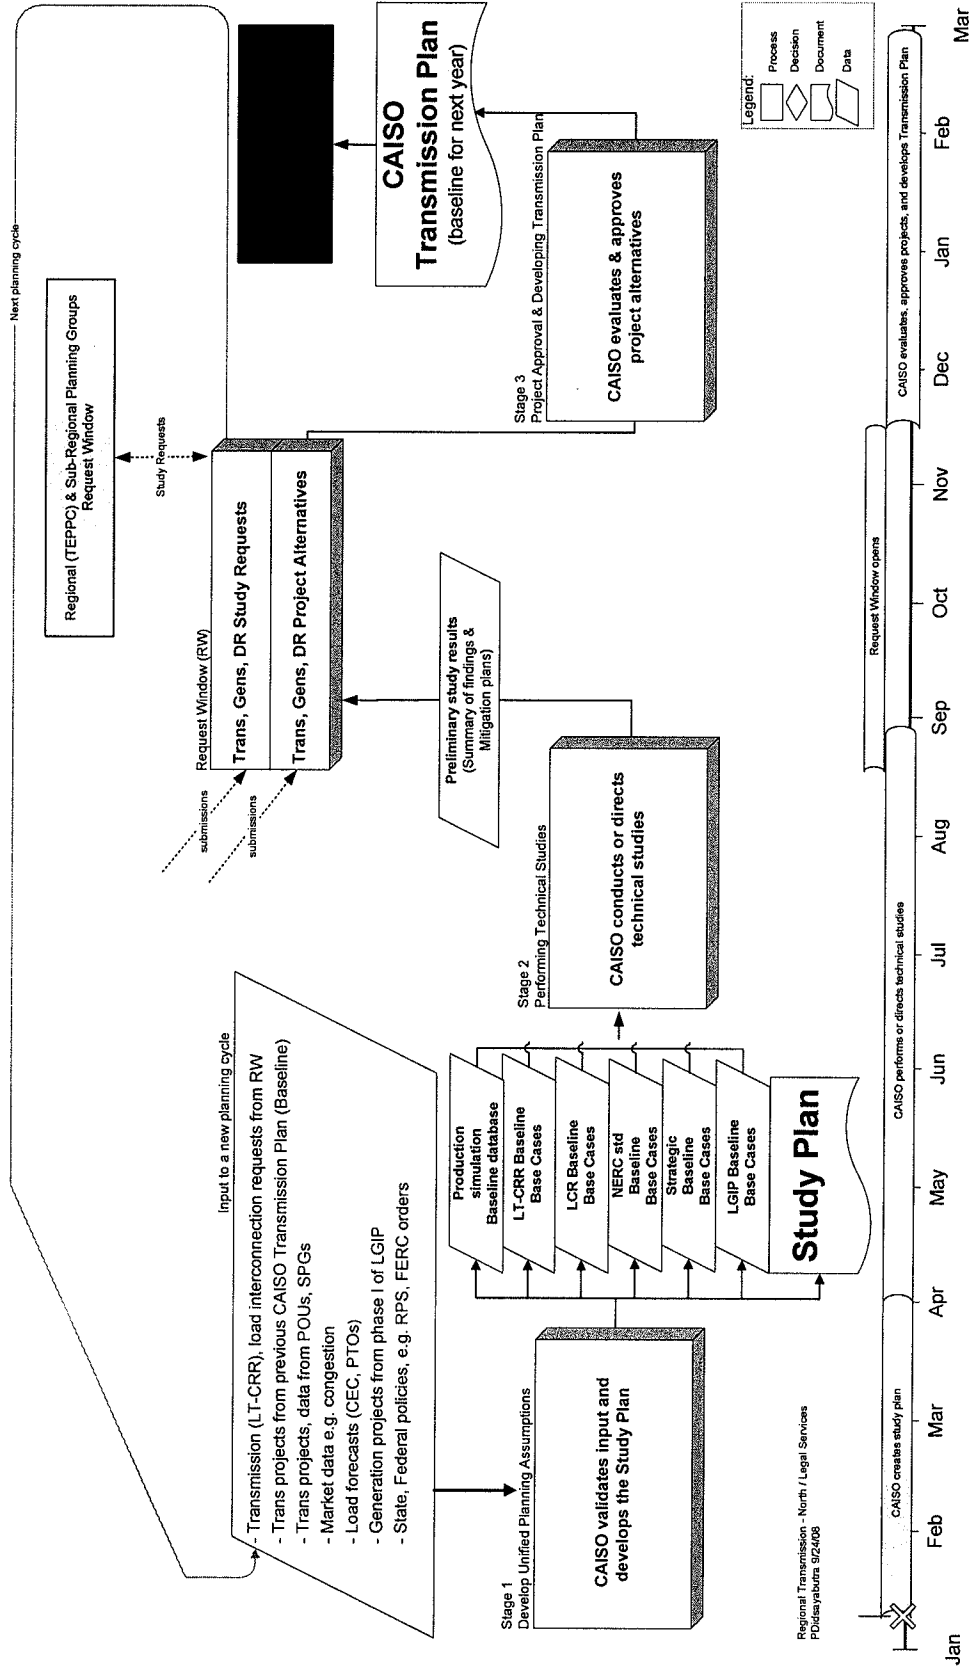 Next planning cycle
Regional (TEPPC) & Sub-Regional Planning Groups
Request Window
Study Requests
Request Window (RW)
submissions
submissions
Trans, Gens, DR Study Requests
Trans, Gens, DR Project Alternatives
CAISO
Transmission Plan
(baseline for next year)
Input to a new planning cycle
- Transmission (LT-CRR), load interconnection requests from RW
- Trans projects from previous CAISO Transmission Plan (Baseline)
- Trans projects, data from POUs, SPGs
- Market data e.g. congestion
- Load forecasts (CEC, PTOs)
- Generation projects from phase I of LGIP
- State, Federal policies, e.g. RPS, FERC orders
Preliminary study results
(Summary of findings &
Mitigation plans)
Stage 1
Develop Unified Planning Assumptions
CAISO validates input and
develops the Study Plan
Production
simulation
Baseline database
LT-CRR Baseline
Base Cases
LCR Baseline
Base Cases
NERC std
Baseline
Base Cases
Strategic
Baseline
Base Cases
LGIP Baseline
Base Cases
Study Plan
Stage 2
Performing Technical Studies
CAISO conducts or directs
technical studies
Stage 3
Project Approval & Developing Transmission Plan
CAISO evaluates & approves
project alternatives
Legend:
Process
Decision
Document
Data
Regional Transmission - North / Legal Services
PDidsayabutra 9/24/08
Request Window opens
CAISO creates study plan
CAISO performs or directs technical studies
CAISO evaluates, approves projects, and develops Transmission Plan
Jan
Feb
Mar
Apr
May
Jun
Jul
Aug
Sep
Oct
Nov
Dec
Jan
Feb
Mar